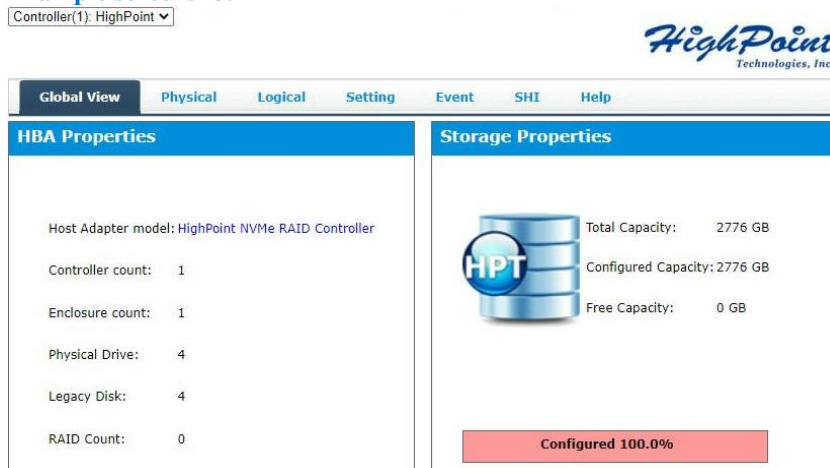 Controller(1): HighPoint
HighPoint
Technologies, Inc
Global View Physical Logical Setting Event SHI Help
HBA Properties
Host Adapter model: HighPoint NVMe RAID Controller
Controller count: 1
Enclosure count: 1
Physical Drive: 4
Legacy Disk: 4
RAID Count: 0
Storage Properties
HPT
Total Capacity: 2776 GB
Configured Capacity: 2776 GB
Free Capacity: 0 GB
Configured 100.0%